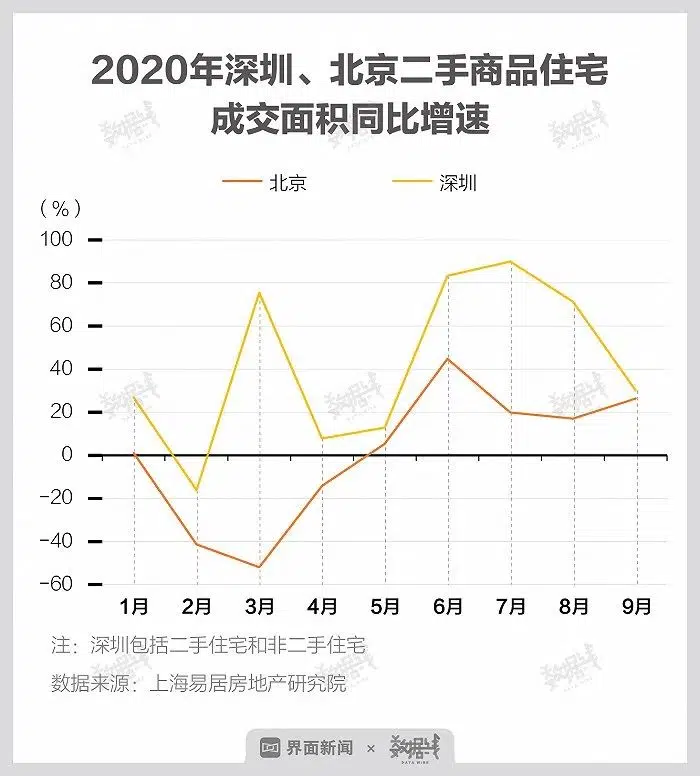 2020年深圳、北京二手商品住宅
成交面积同比增速
北京 深圳
(%)
100
80
60
40
20
0
-20
-40
-60
1月 2月 3月 4月 5月 6月 7月 8月 9月
注：深圳包括二手住宅和非二手住宅
数据来源：上海易居房地产研究院
界面新闻 × 数据线
DATA WIRE